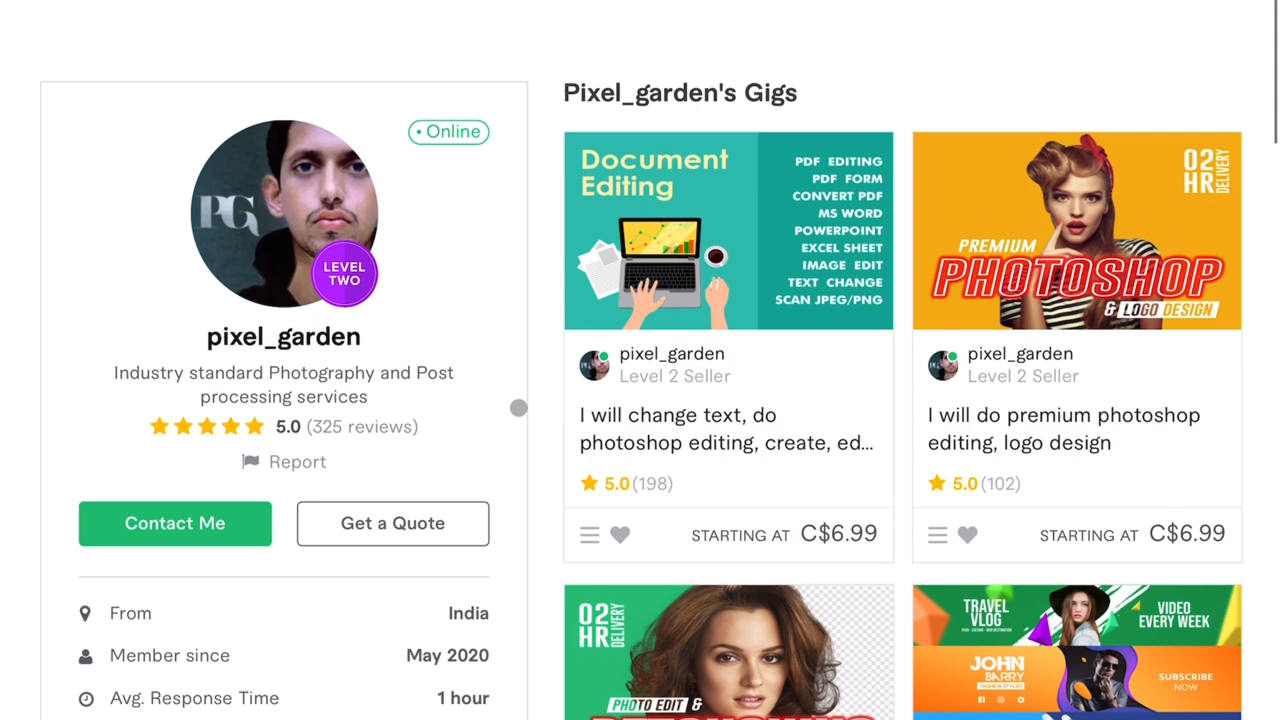 Online
PG
LEVEL
TWO
pixel_garden
Industry standard Photography and Post
processing services
5.0 (325 reviews)
Report
Contact Me
Get a Quote
From India
Member since May 2020
Avg. Response Time 1 hour
Pixel_garden's Gigs
Document
Editing
PDF EDITING
PDF FORM
CONVERT PDF
MS WORD
POWERPOINT
EXCEL SHEET
IMAGE EDIT
TEXT CHANGE
SCAN JPEG/PNG
pixel_garden
Level 2 Seller
I will change text, do
photoshop editing, create, ed...
5.0 (198)
STARTING AT C$6.99
02
HR
DELIVERY
PREMIUM
PHOTOSHOP
& LOGO DESIGN
pixel_garden
Level 2 Seller
I will do premium photoshop
editing, logo design
5.0 (102)
STARTING AT C$6.99
02
HR
DELIVERY
PHOTO EDIT &
RETOUCHING
TRAVEL
VLOG
VIDEO
EVERY WEEK
JOHN
BARRY
FASHION STYLIST
SUBSCRIBE
NOW